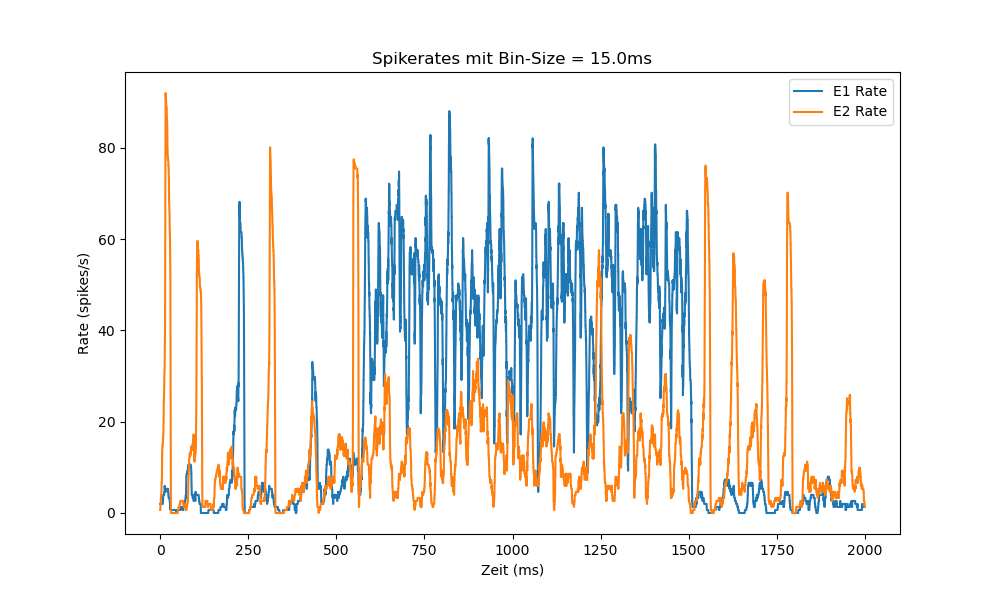 Spikerates mit Bin-Size = 15.0ms
E1 Rate
E2 Rate
Rate (spikes/s)
80
60
40
20
0
0 250 500 750 1000 1250 1500 1750 2000
Zeit (ms)